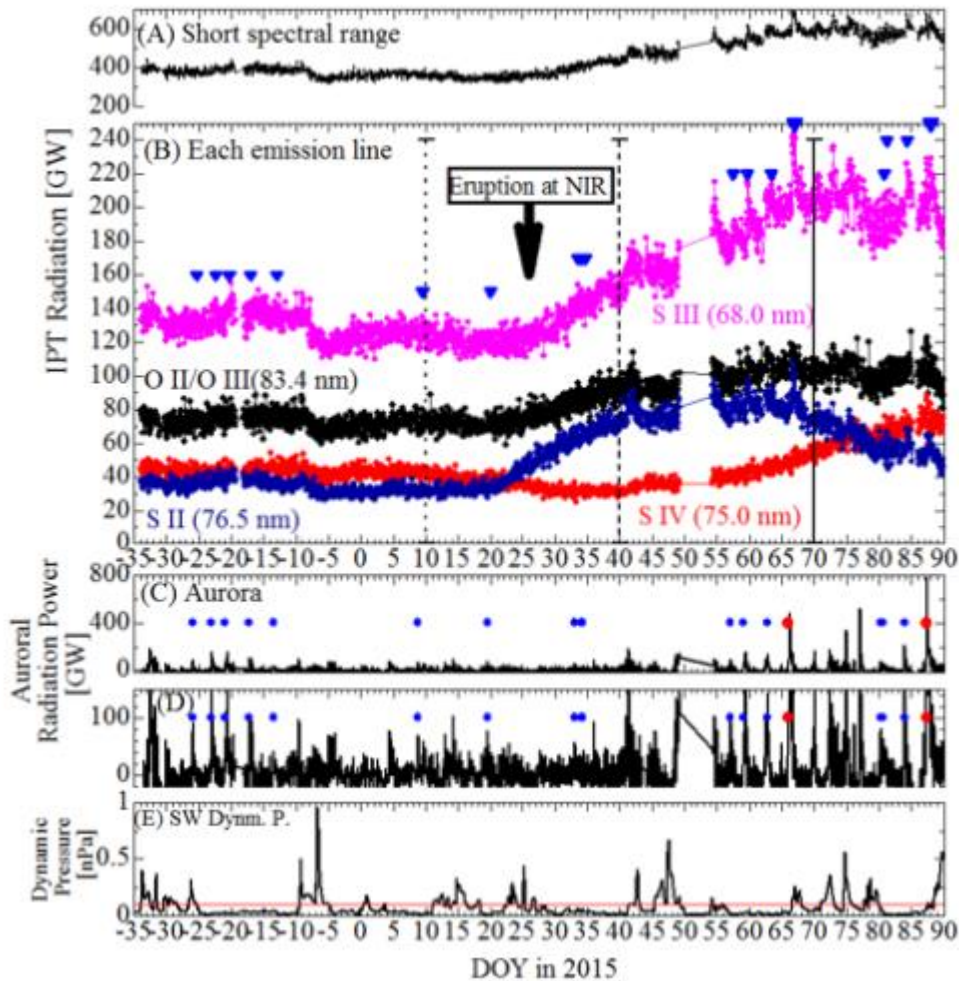 (A) Short spectral range
600
400
200
IPT Radiation [GW]
(B) Each emission line
240
220
200
180
160
140
120
100
80
60
40
20
0
Eruption at NIR
S III (68.0 nm)
O II/O III(83.4 nm)
S II (76.5 nm)
S IV (75.0 nm)
-35 -30 -25 -20 -15 -10 -5 0 5 10 15 20 25 30 35 40 45 50 55 60 65 70 75 80 85 90
Auroral
Radiation Power
[GW]
(C) Aurora
800
400
0
(D)
100
0
Dynamic
Pressure
[nPa]
(E) SW Dynm. P.
1
0.5
0
-35 -30 -25 -20 -15 -10 -5 0 5 10 15 20 25 30 35 40 45 50 55 60 65 70 75 80 85 90
DOY in 2015